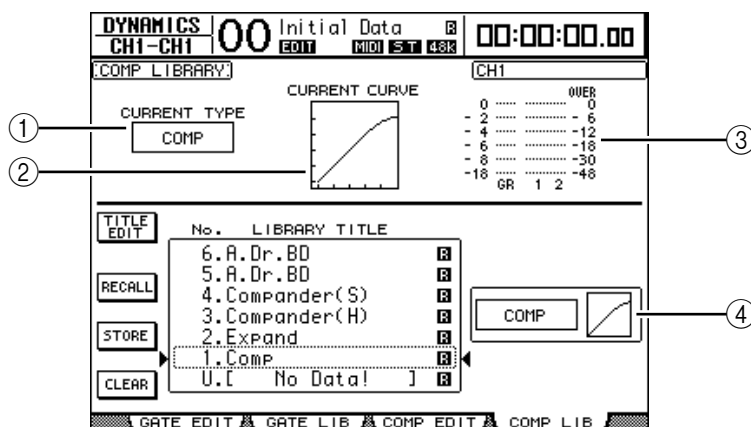 DYNAMICS
CH1-CH1
00
Initial Data R
EDIT MIDI ST 48K
00:00:00.00
COMP LIBRARY
CH1
CURRENT TYPE
COMP
CURRENT CURVE
OVER
0 0
- 2 - 6
- 4 -12
- 6 -18
- 8 -30
-18 -48
GR 1 2
① ② ③ ④
TITLE EDIT
RECALL
STORE
CLEAR
No. LIBRARY TITLE
6.A.Dr.BD R
5.A.Dr.BD R
4.Compander(S) R
3.Compander(H) R
2.Expand R
1.Comp R
U.[ No Data! ] R
COMP
GATE EDIT GATE LIB COMP EDIT COMP LIB